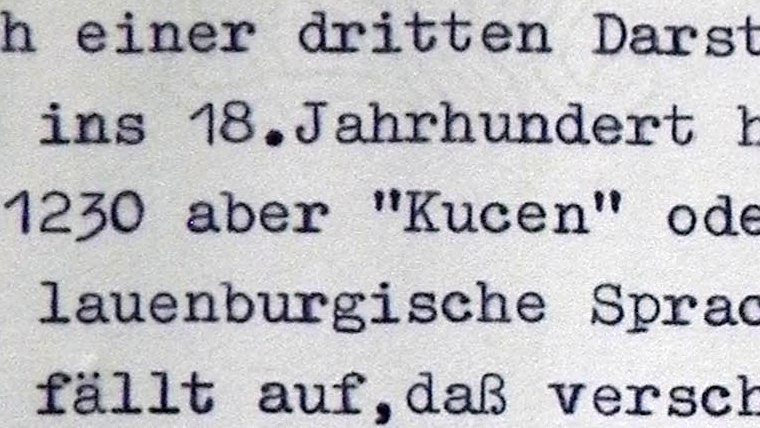 h einer dritten Darst
ins 18.Jahrhundert h
1230 aber "Kucen" ode
lauenburgische Sprac
fällt auf,daß versch